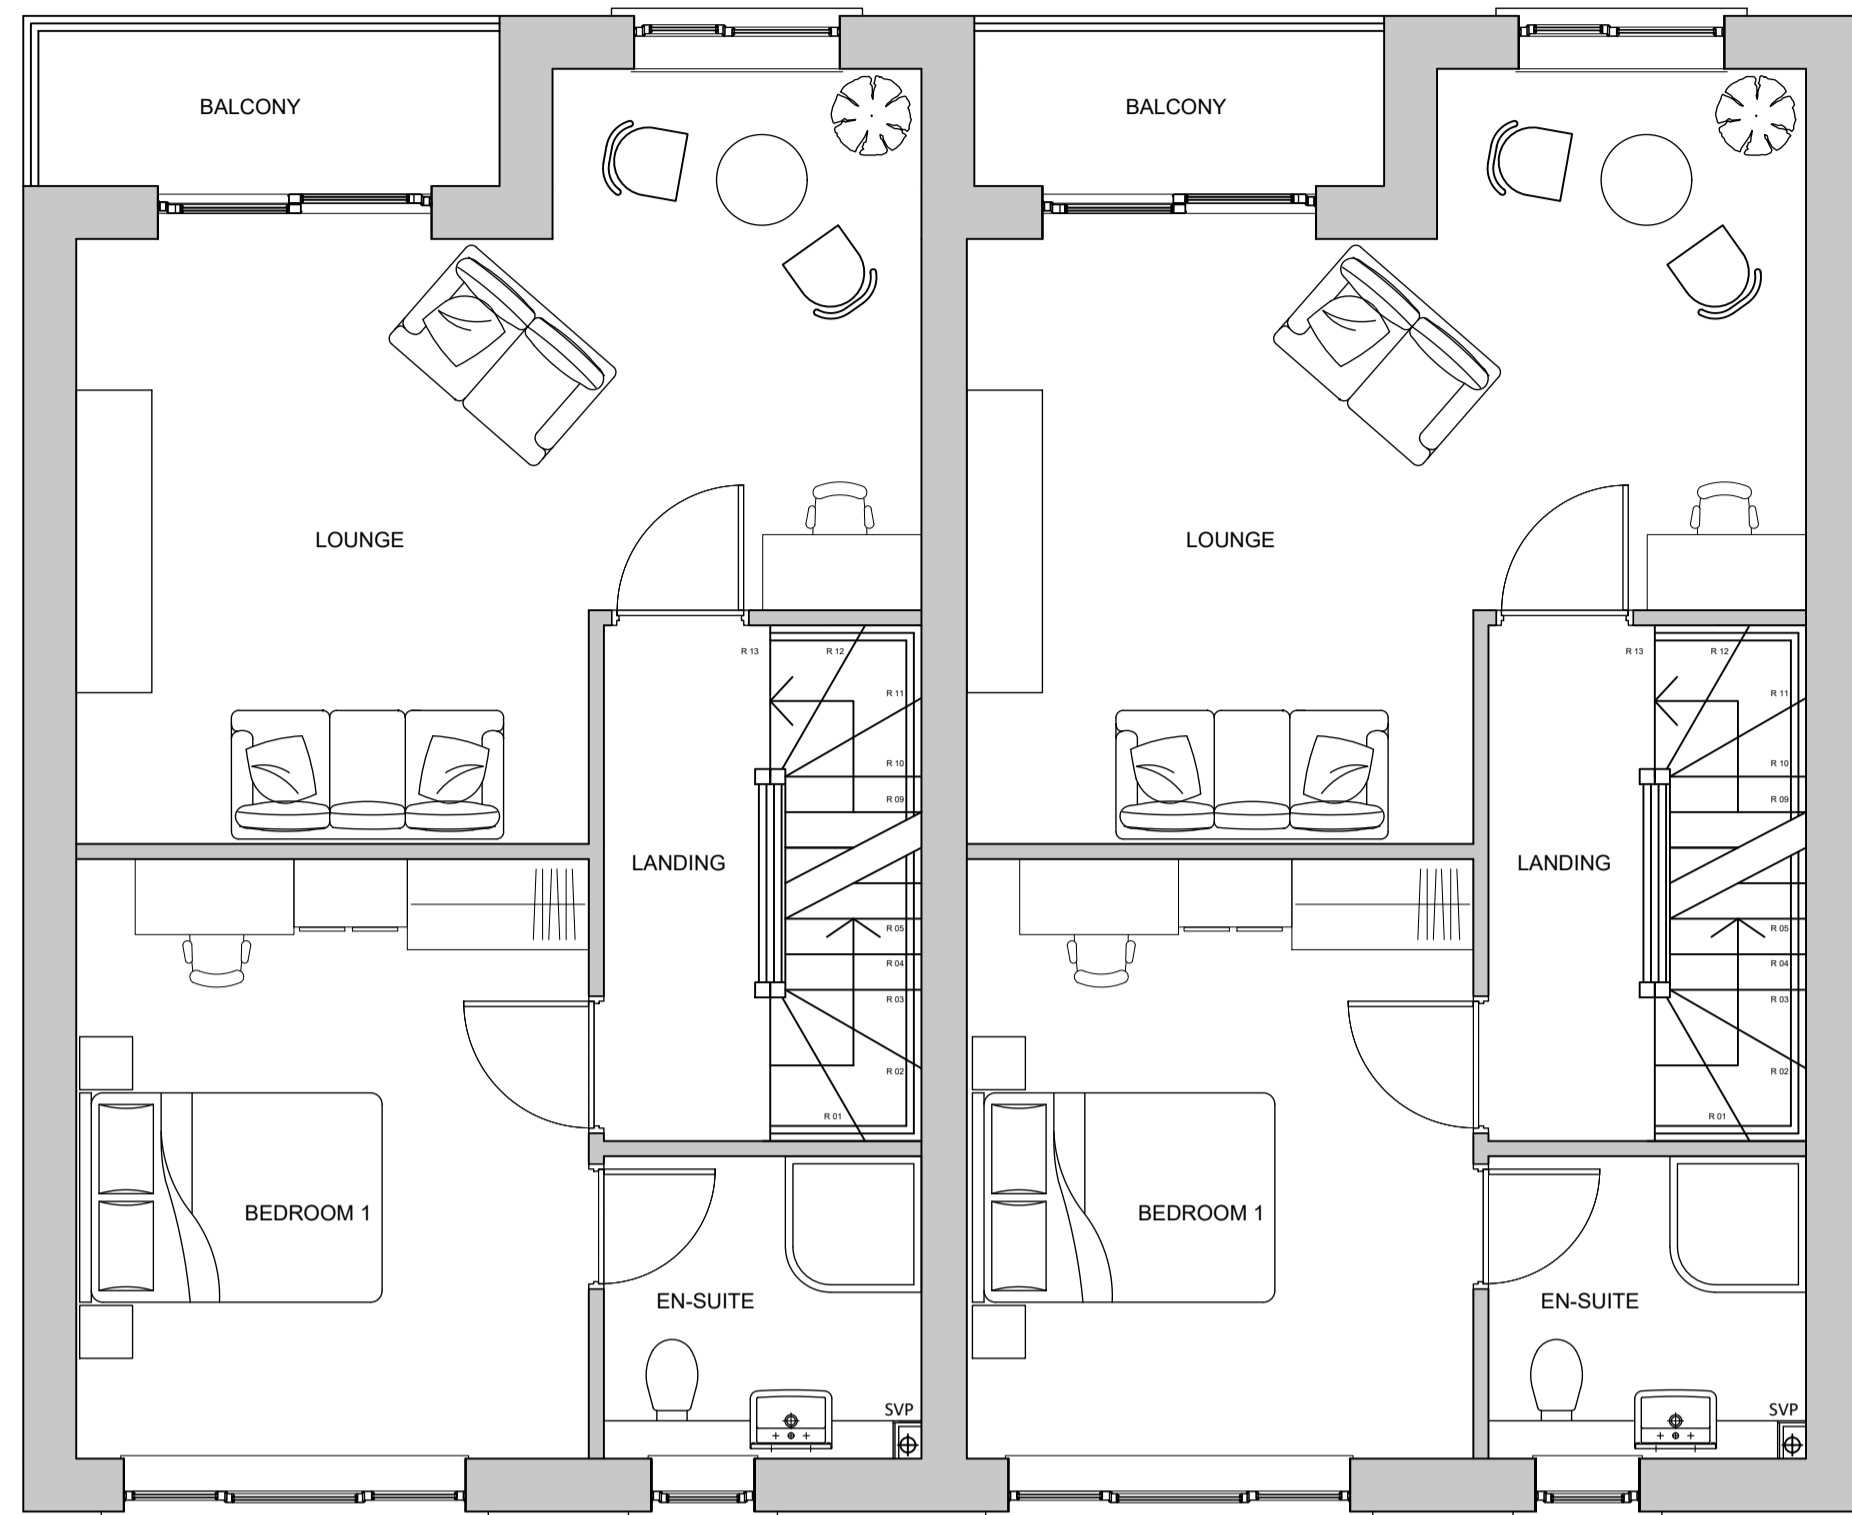 BALCONY
BALCONY
LOUNGE
LOUNGE
R 13
R 12
R 13
R 12
R 11
R 11
R 10
R 10
R 09
R 09
LANDING
LANDING
R 05
R 05
R 04
R 04
R 03
R 03
R 02
R 02
R 01
R 01
BEDROOM 1
BEDROOM 1
EN-SUITE
EN-SUITE
SVP
SVP